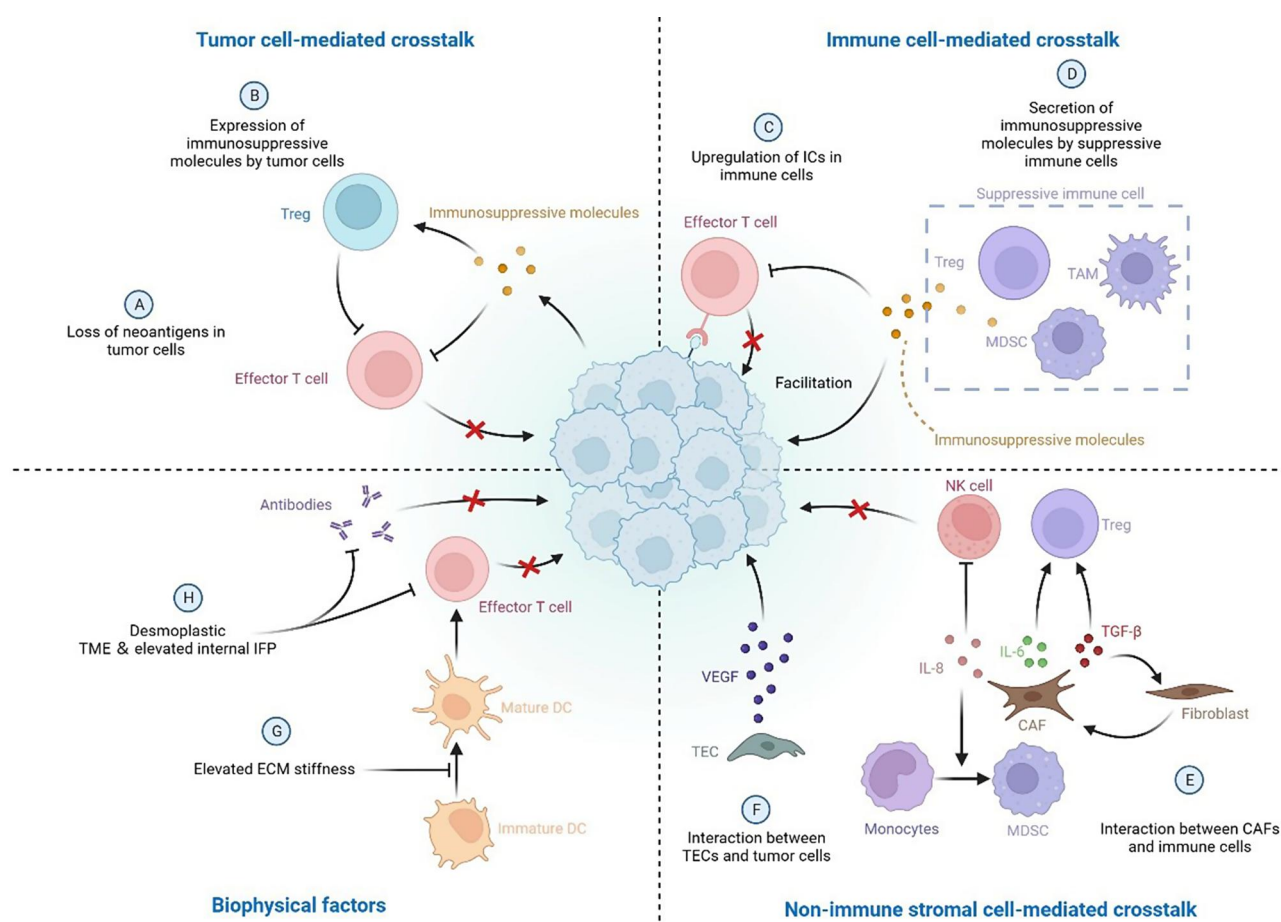 Tumor cell-mediated crosstalk
B
Expression of
immunosuppressive
molecules by tumor cells
Treg
Immunosuppressive molecules
A
Loss of neoantigens in
tumor cells
Effector T cell
Immune cell-mediated crosstalk
D
Secretion of
immunosuppressive
molecules by suppressive
immune cells
C
Upregulation of ICs in
immune cells
Suppressive immune cell
Effector T cell
Treg
TAM
MDSC
Facilitation
Immunosuppressive molecules
Antibodies
H
Desmoplastic
TME & elevated internal IFP
Effector T cell
Mature DC
G
Elevated ECM stiffness
Immature DC
Biophysical factors
NK cell
Treg
TGF-β
IL-6
IL-8
VEGF
CAF
Fibroblast
TEC
F
Interaction between
TECs and tumor cells
Monocytes
MDSC
E
Interaction between CAFs
and immune cells
Non-immune stromal cell-mediated crosstalk